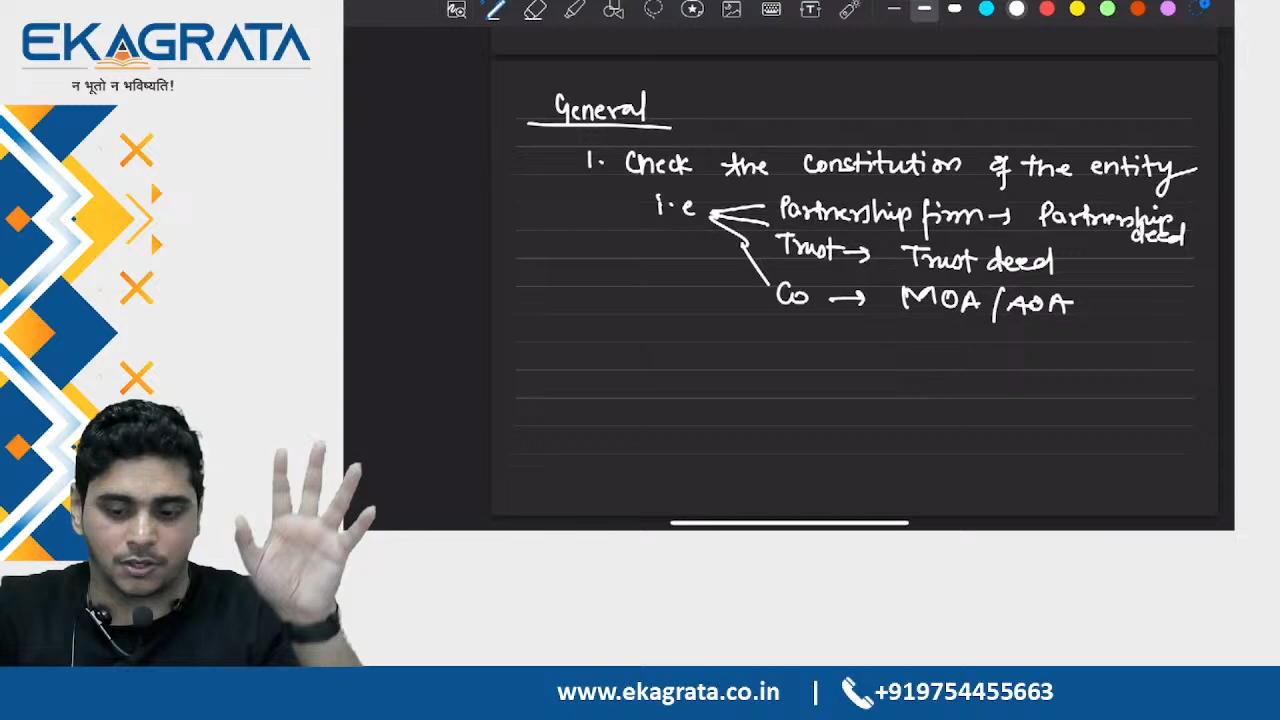 EKAGRATA
न भूतो न भविष्यति!
General
1. Check the Constitution of the entity
i.e Partnership firm → Partnership deed
Trust → Trust deed
Co → MOA/AOA
www.ekagrata.co.in | +919754455663